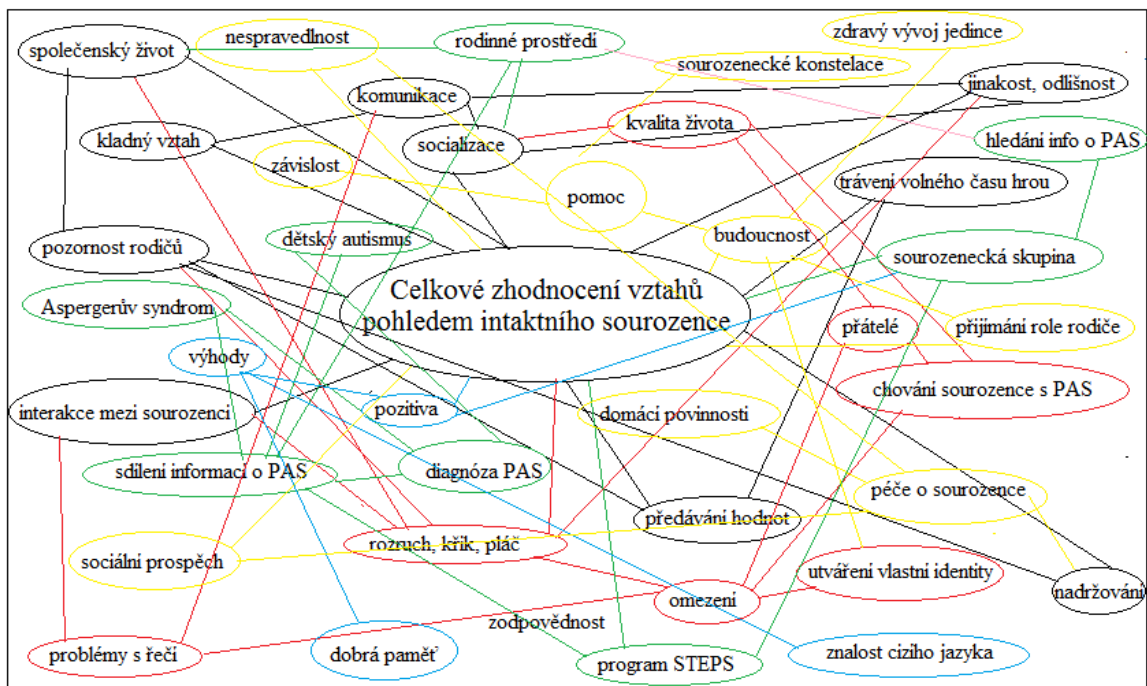 společenský život
nespravedlnost
rodinné prostředí
zdravý vývoj jedince
sourozenecké konstelace
jinakost, odlišnost
komunikace
kladný vztah
socializace
kvalita života
hledání info o PAS
závislost
pomoc
trávení volného času hrou
pozornost rodičů
dětský autismus
budoucnost
sourozenecká skupina
Celkové zhodnocení vztahů
pohledem intaktního sourozence
Aspergerův syndrom
přátelé
přijímání role rodiče
výhody
chování sourozence s PAS
interakce mezi sourozenci
pozitiva
domácí povinnosti
sdílení informací o PAS
diagnóza PAS
péče o sourozence
předávání hodnot
rozruch, křik, pláč
sociální prospěch
utváření vlastní identity
nadržování
omezení
zodpovědnost
problémy s řečí
dobrá paměť
program STEPS
znalost cizího jazyka